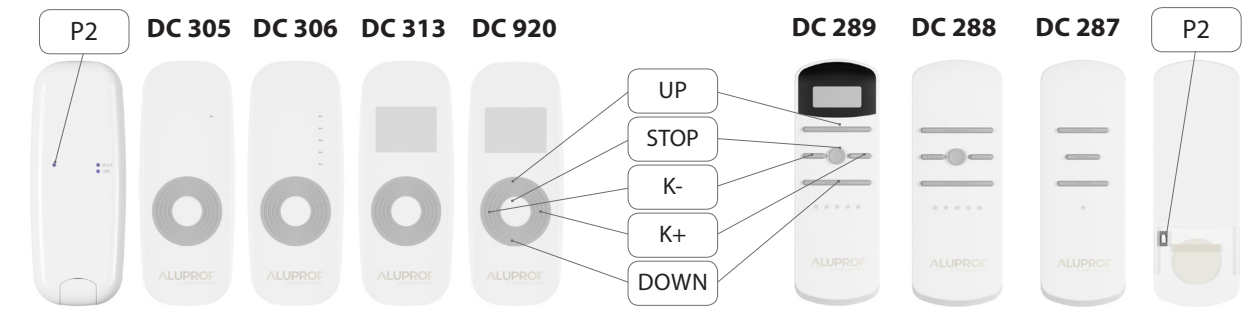 P2
DC 305
DC 306
DC 313
DC 920
DC 289
DC 288
DC 287
P2
UP
STOP
K-
K+
DOWN
ALUPROF
ALUPROF
ALUPROF
ALUPROF
ALUPROF
ALUPROF
ALUPROF